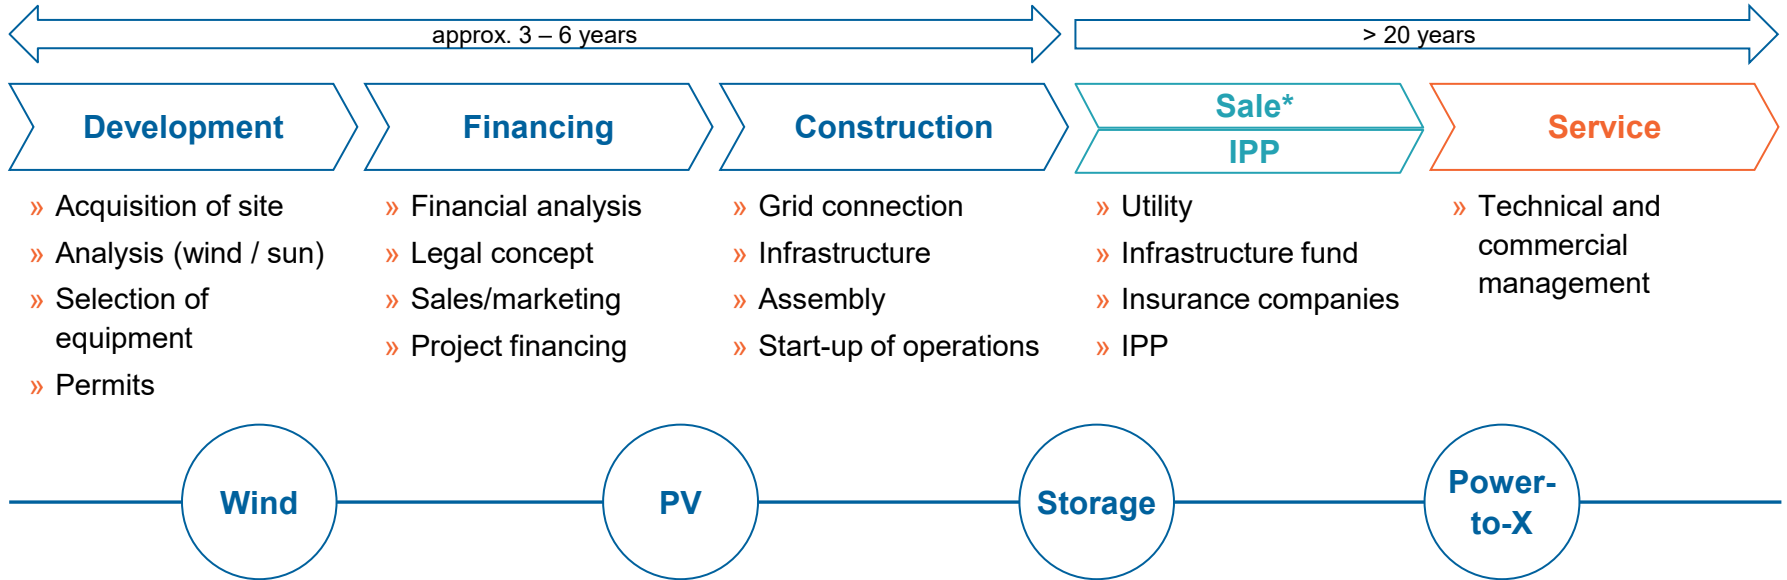 approx. 3 – 6 years
> 20 years
Development
Financing
Construction
Sale*
IPP
Service
» Acquisition of site
» Analysis (wind / sun)
» Selection of
equipment
» Permits
» Financial analysis
» Legal concept
» Sales/marketing
» Project financing
» Grid connection
» Infrastructure
» Assembly
» Start-up of operations
» Utility
» Infrastructure fund
» Insurance companies
» IPP
» Technical and
commercial
management
Wind
PV
Storage
Power-
to-X